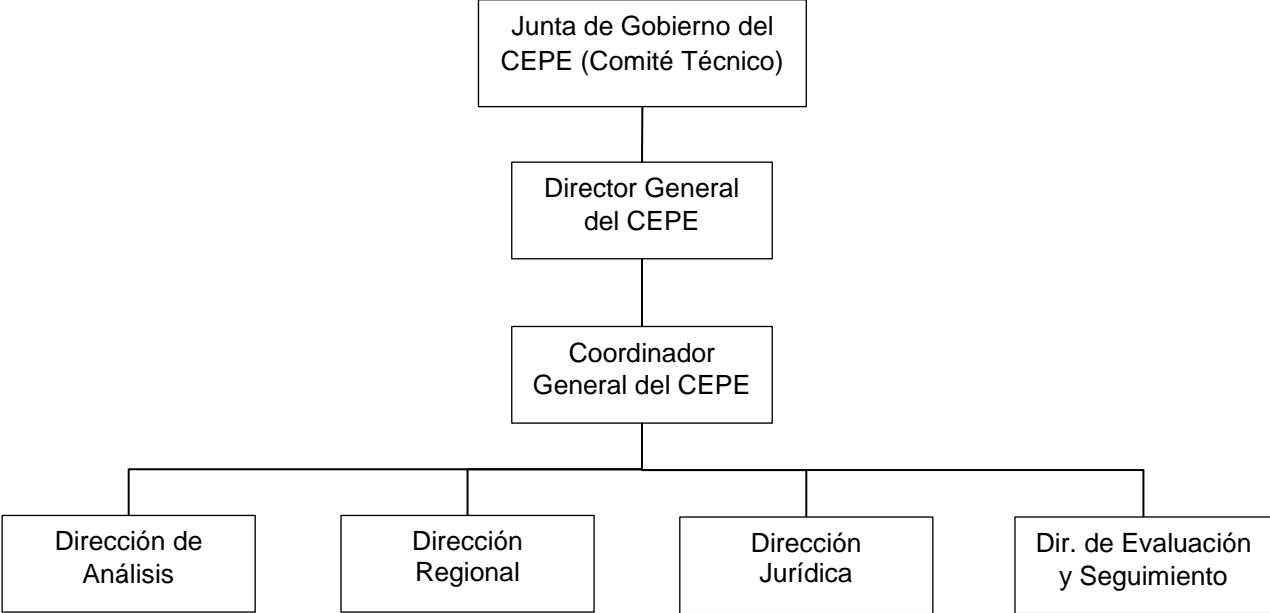 Junta de Gobierno del
CEPE (Comité Técnico)
Director General
del CEPE
Coordinador
General del CEPE
Dirección de
Análisis
Dirección
Regional
Dirección
Jurídica
Dir. de Evaluación
y Seguimiento